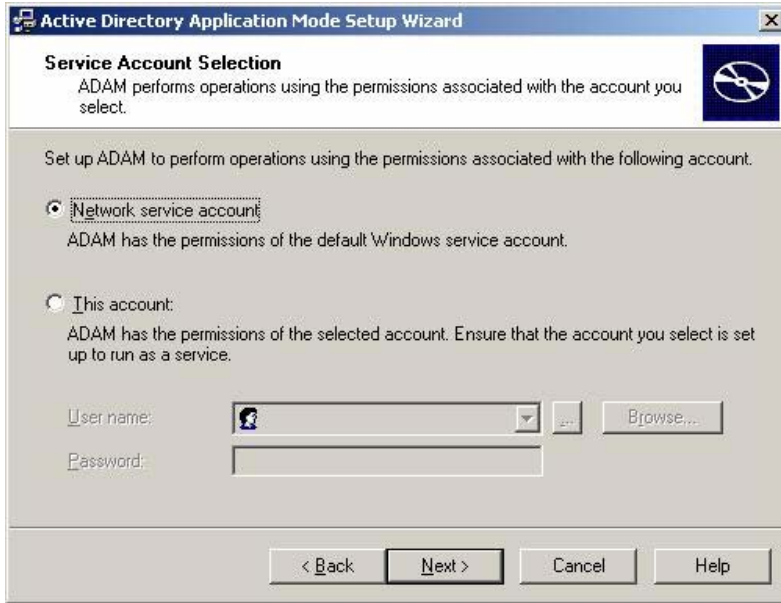 Active Directory Application Mode Setup Wizard
Service Account Selection
ADAM performs operations using the permissions associated with the account you
select.
Set up ADAM to perform operations using the permissions associated with the following account.
Network service account
ADAM has the permissions of the default Windows service account.
This account:
ADAM has the permissions of the selected account. Ensure that the account you select is set
up to run as a service.
User name:
... Browse...
Password:
< Back Next > Cancel Help